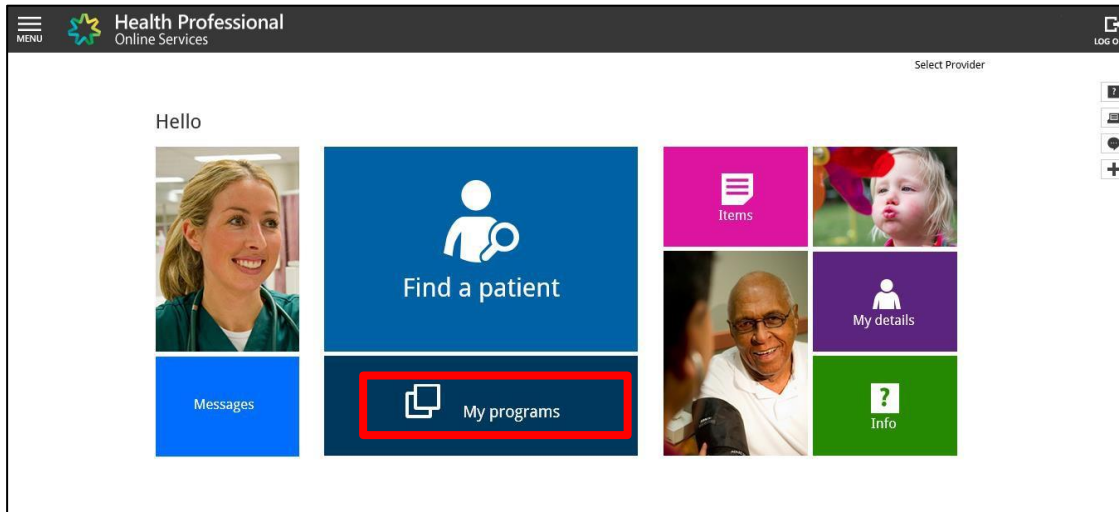 MENU
Health Professional
Online Services
LOG O
Select Provider
Hello
Find a patient
Items
My details
Messages
My programs
?
Info